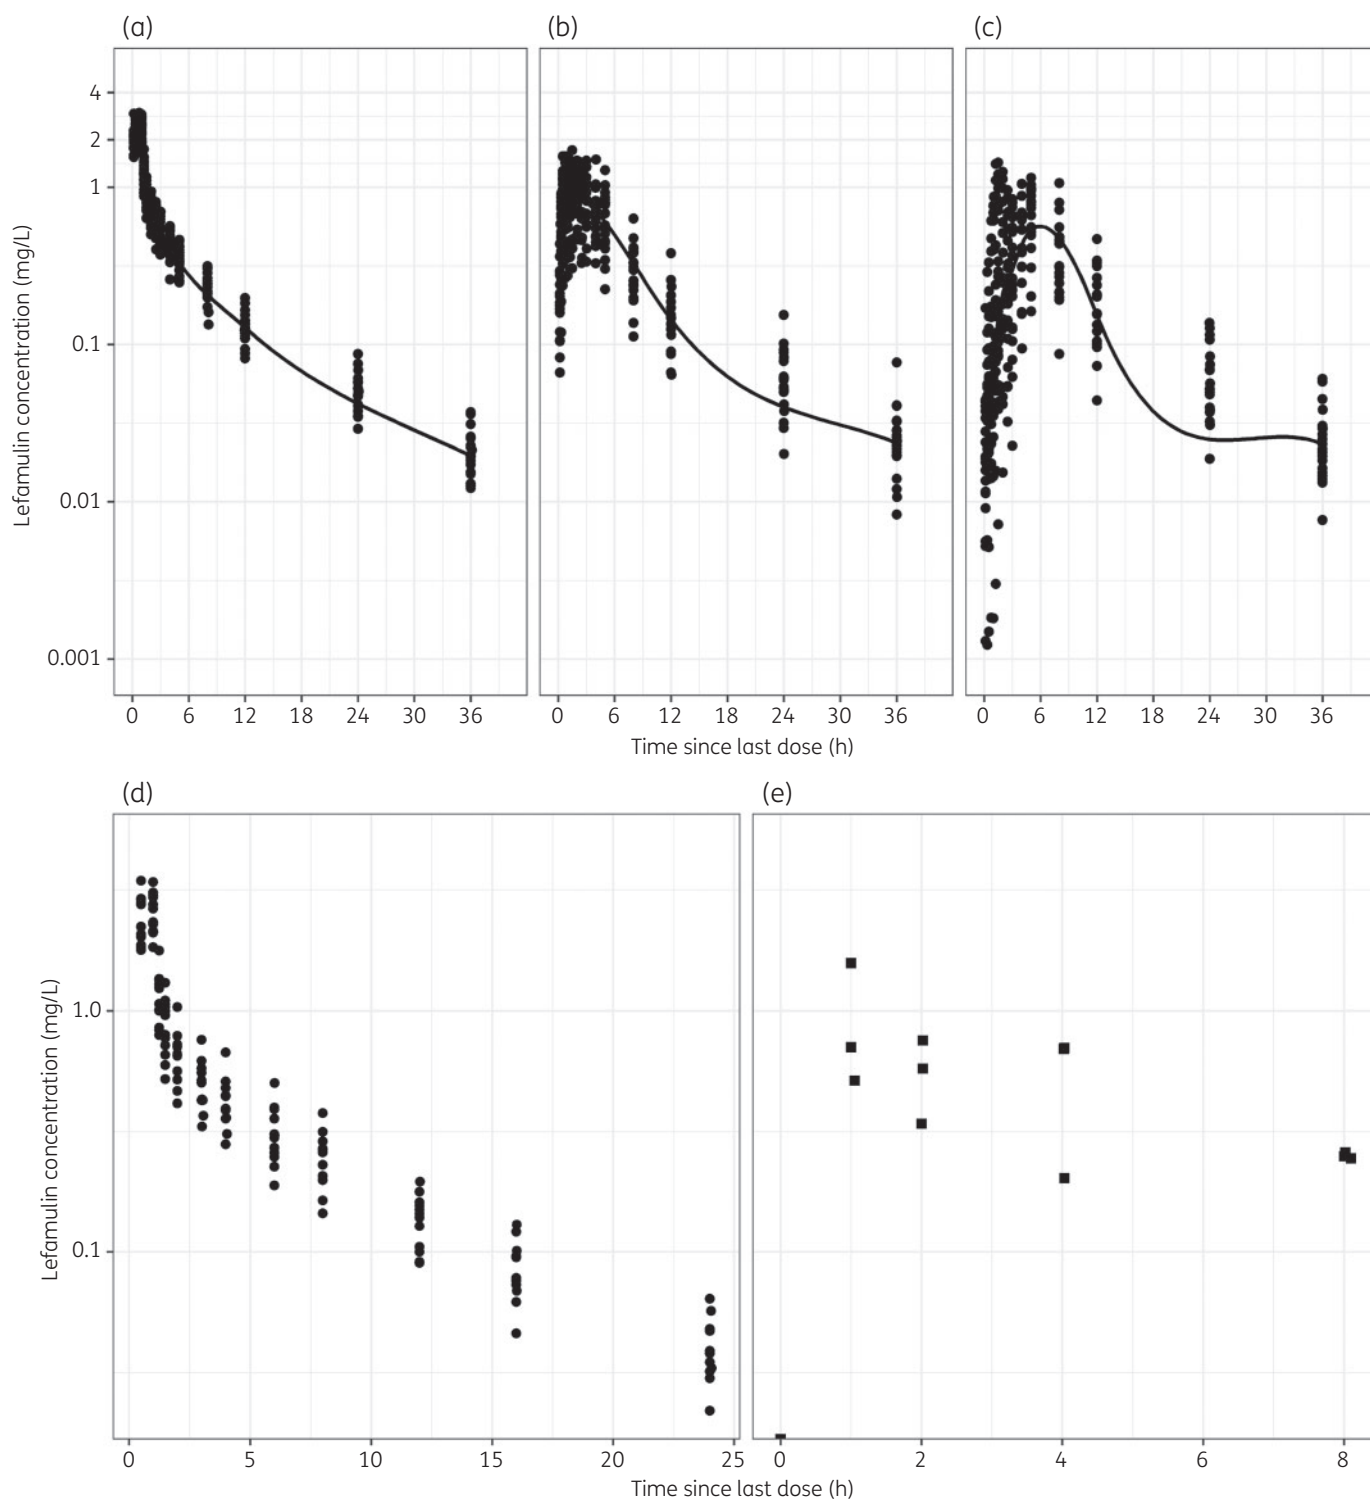 (a) (b) (c)
4
2
1
0.1
0.01
0.001
Lefamulin concentration (mg/L)
0 6 12 18 24 30 36 0 6 12 18 24 30 36 0 6 12 18 24 30 36
Time since last dose (h)
(d) (e)
1.0
0.1
Lefamulin concentration (mg/L)
0 5 10 15 20 25 0 2 4 6 8
Time since last dose (h)